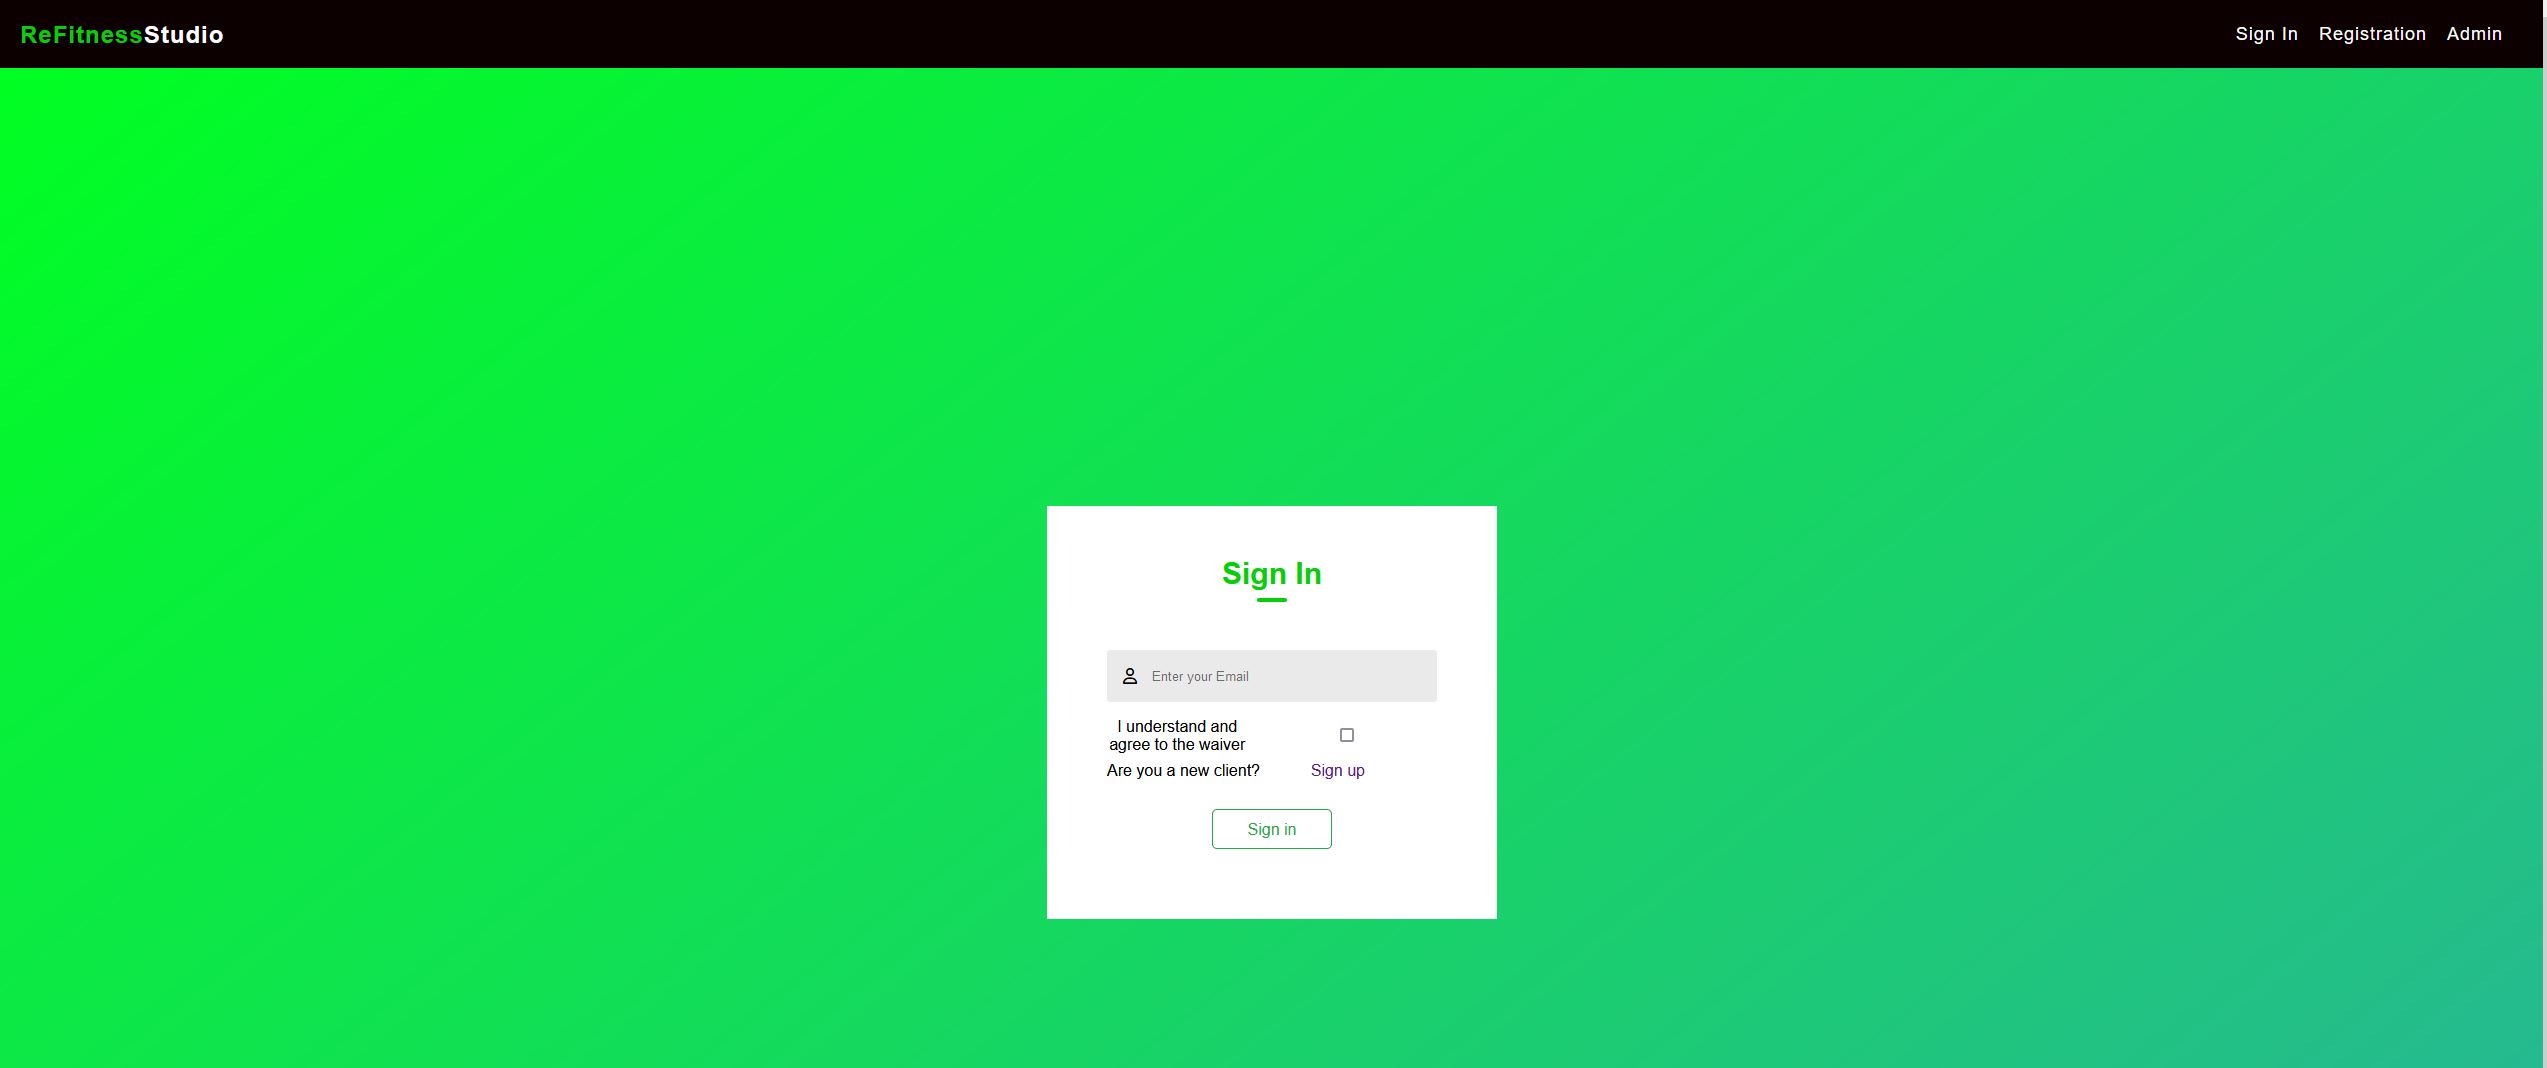 ReFitnessStudio
Sign In Registration Admin
Sign In
Enter your Email
I understand and
agree to the waiver
Are you a new client? Sign up
Sign in